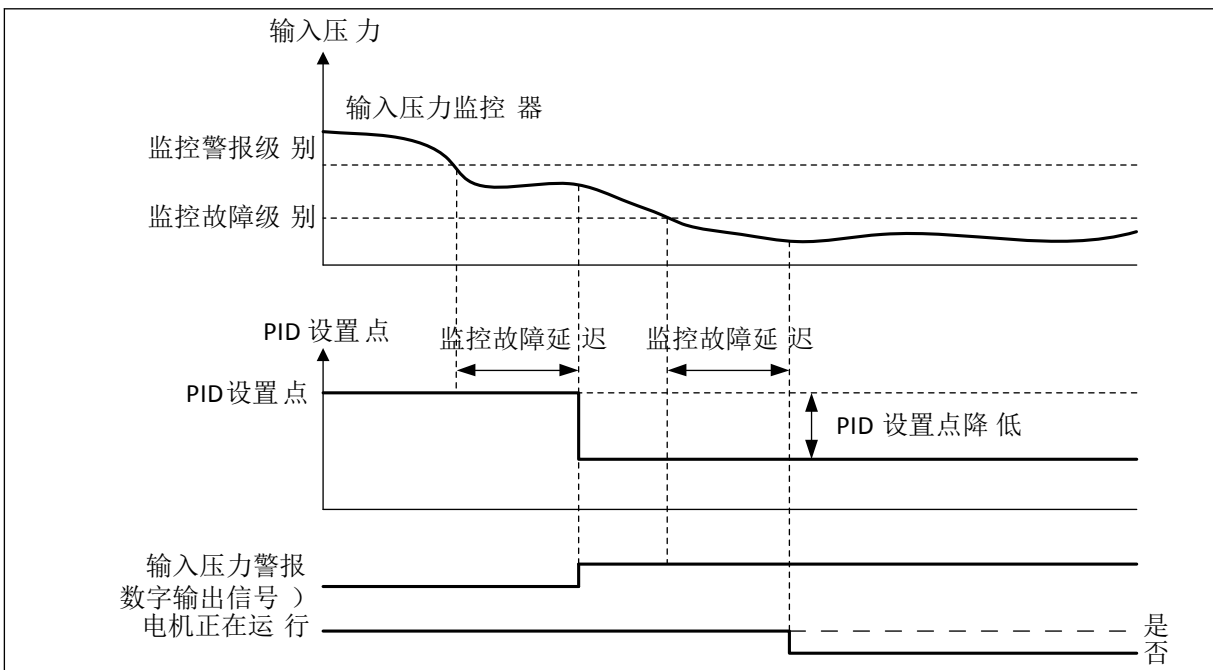 输入压 力
输入压力监控 器
监控警报级 别
监控故障级 别
PID 设置 点
监控故障延 迟
监控故障延 迟
PID 设置 点
PID 设置点降 低
输入压力警报
数字输出信号 ）
电机正在运 行
是
否